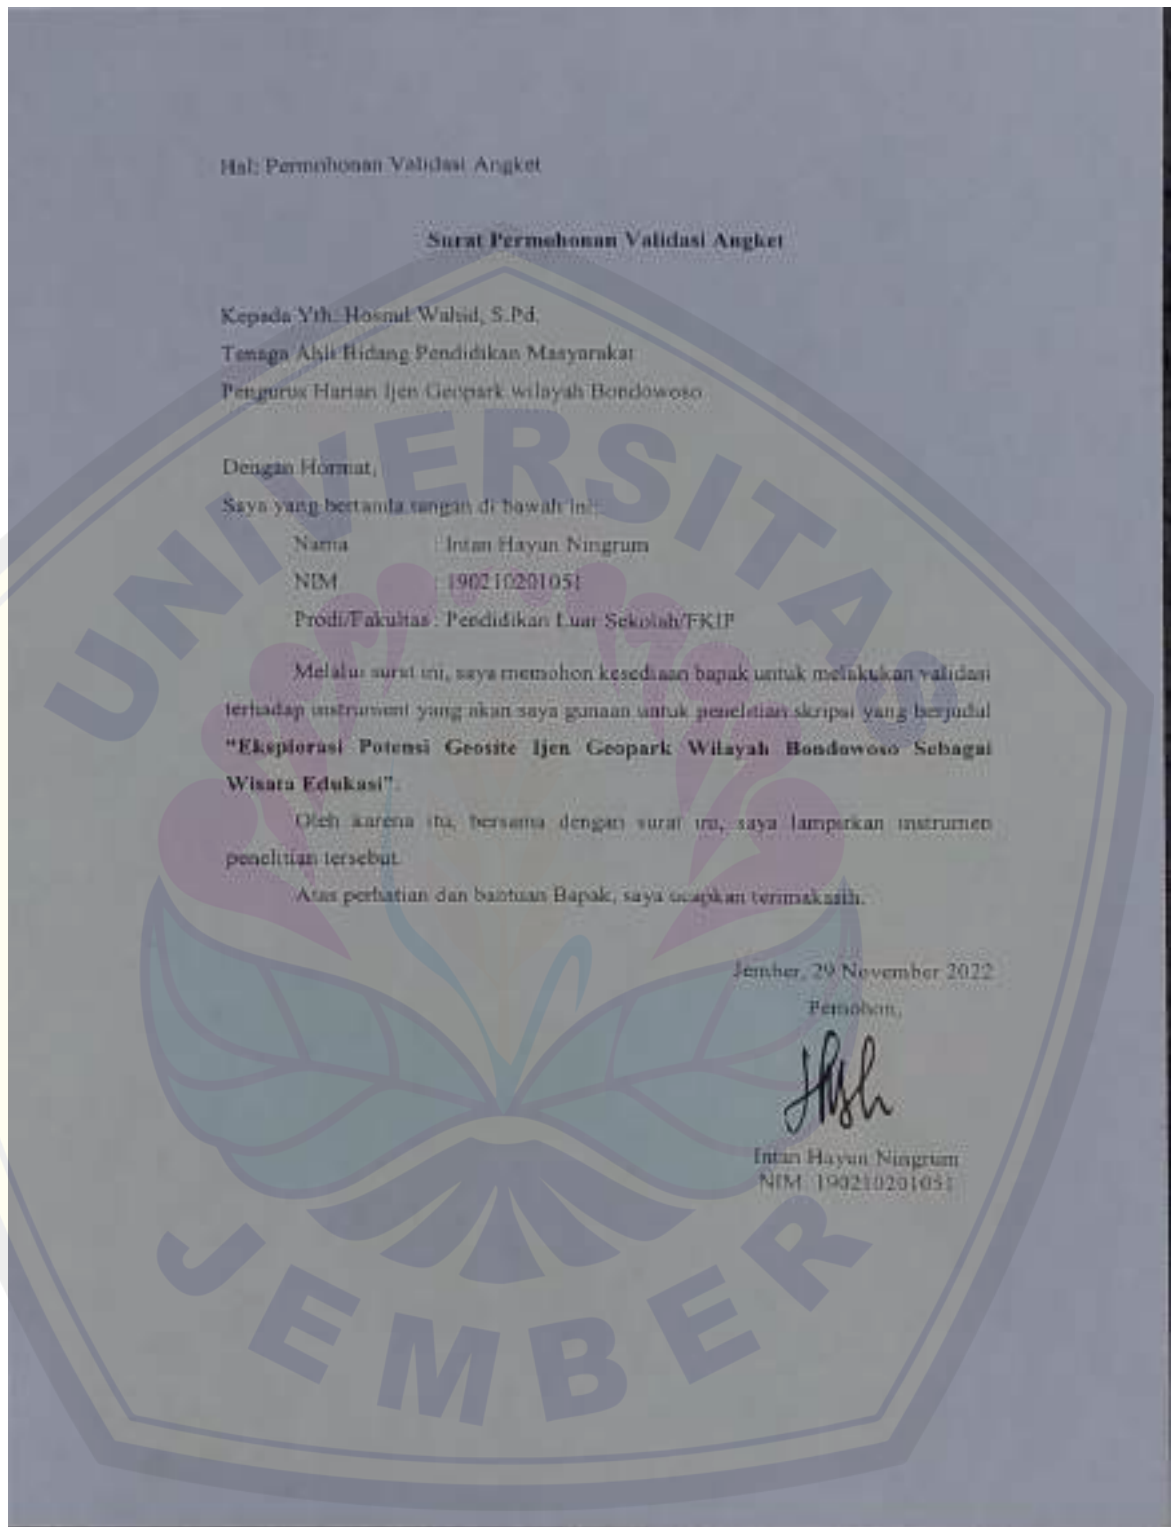 Hal: Permohonan Validasi Angket
Surat Permohonan Validasi Angket
Kepada Yth. Hosnul Wahid, S.Pd.
Tenaga Ahli Bidang Pendidikan Masyarakat
Pengurus Harian Ijen Geopark wilayah Bondowoso
Dengan Hormat,
Saya yang bertanda tangan di bawah ini:
Nama : Intan Hayun Ningrum
NIM : 190210201051
Prodi/Fakultas : Pendidikan Luar Sekolah/FKIP
Melalui surat ini, saya memohon kesediaan bapak untuk melakukan validasi
terhadap instrument yang akan saya gunaan untuk penelitian skripsi yang berjudul
"Eksplorasi Potensi Geosite Ijen Geopark Wilayah Bondowoso Sebagai
Wisata Edukasi".
Oleh karena itu, bersama dengan surat ini, saya lampirkan instrumen
penelitian tersebut.
Atas perhatian dan bantuan Bapak, saya ucapkan terimakasih.
Jember, 29 November 2022
Pemohon,
Intan Hayun Ningrum
NIM. 190210201051
UNIVERSITAS
JEMBER